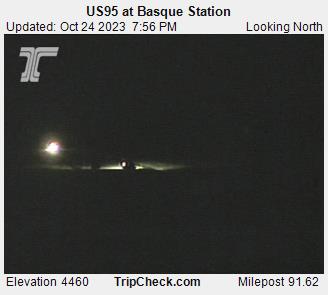 US95 at Basque Station
Updated: Oct 24 2023 7:56 PM Looking North
Elevation 4460 TripCheck.com Milepost 91.62